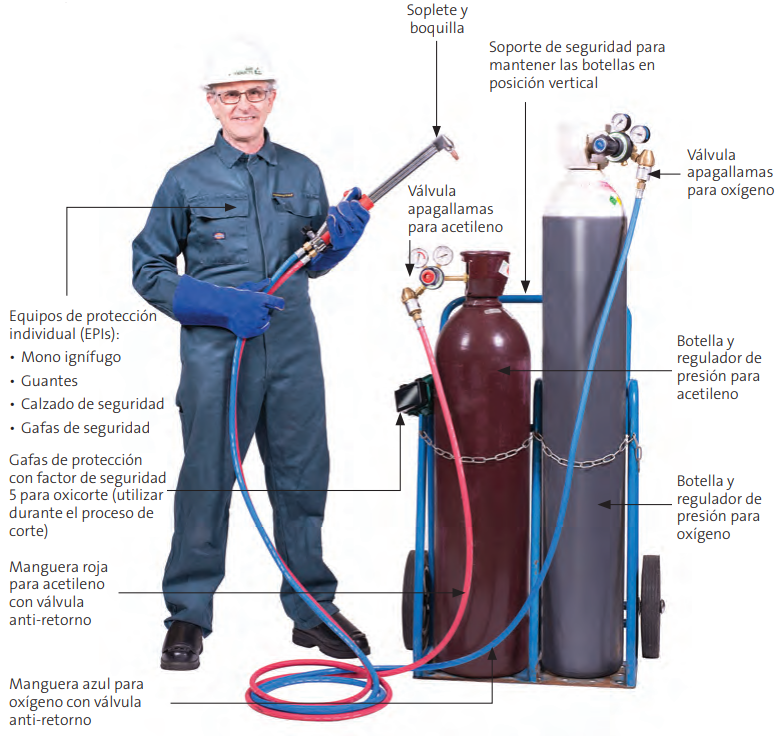 Soplete y
boquilla
Soporte de seguridad para
mantener las botellas en
posición vertical
Válvula
apagallamas
para oxígeno
Válvula
apagallamas
para acetileno
Equipos de protección
individual (EPIs):
• Mono ignífugo
• Guantes
• Calzado de seguridad
• Gafas de seguridad
Botella y
regulador de
presión para
acetileno
Gafas de protección
con factor de seguridad
5 para oxicorte (utilizar
durante el proceso de
corte)
Botella y
regulador de
presión para
oxígeno
Manguera roja
para acetileno
con válvula
anti-retorno
Manguera azul para
oxígeno con válvula
anti-retorno